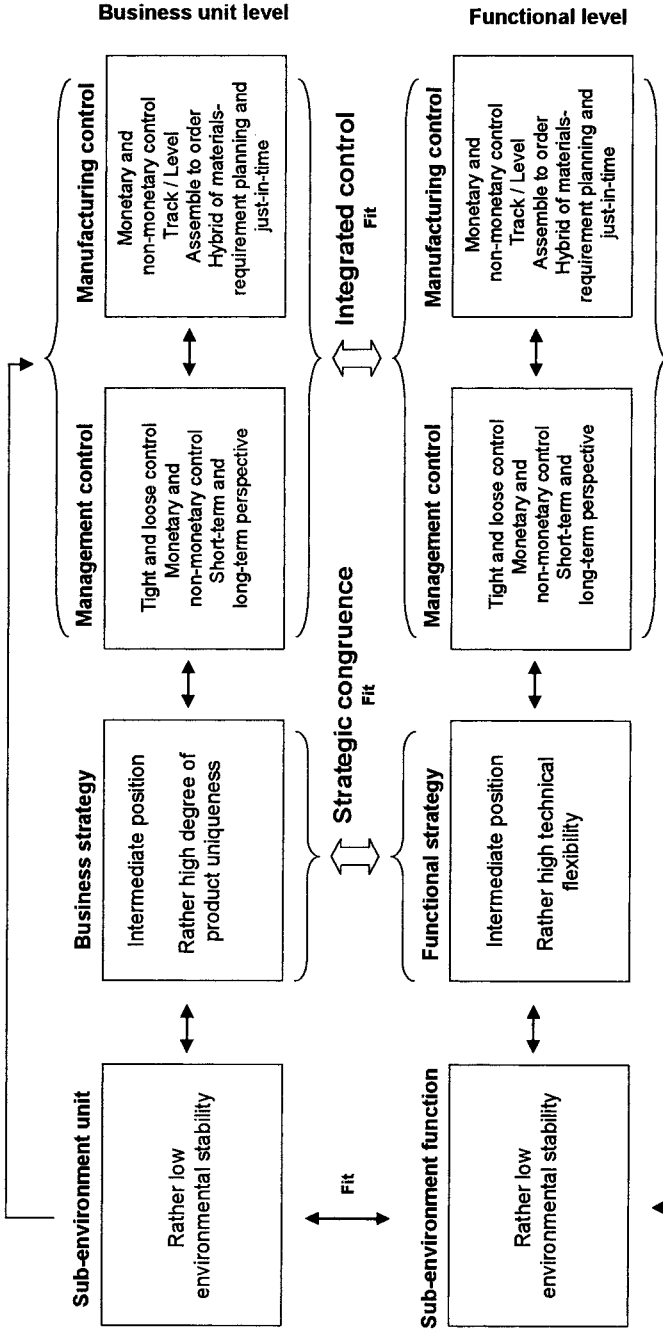 Business unit level
Sub-environment unit
Rather low
environmental stability
Business strategy
Intermediate position
Rather high degree of
product uniqueness
Management control
Tight and loose control
Monetary and
non-monetary control
Short-term and
long-term perspective
Manufacturing control
Monetary and
non-monetary control
Track / Level
Assemble to order
Hybrid of materials-
requirement planning and
just-in-time
Fit
Strategic congruence
Fit
Integrated control
Fit
Functional level
Sub-environment function
Rather low
environmental stability
Functional strategy
Intermediate position
Rather high technical
flexibility
Management control
Tight and loose control
Monetary and
non-monetary control
Short-term and
long-term perspective
Manufacturing control
Monetary and
non-monetary control
Track / Level
Assemble to order
Hybrid of materials-
requirement planning and
just-in-time